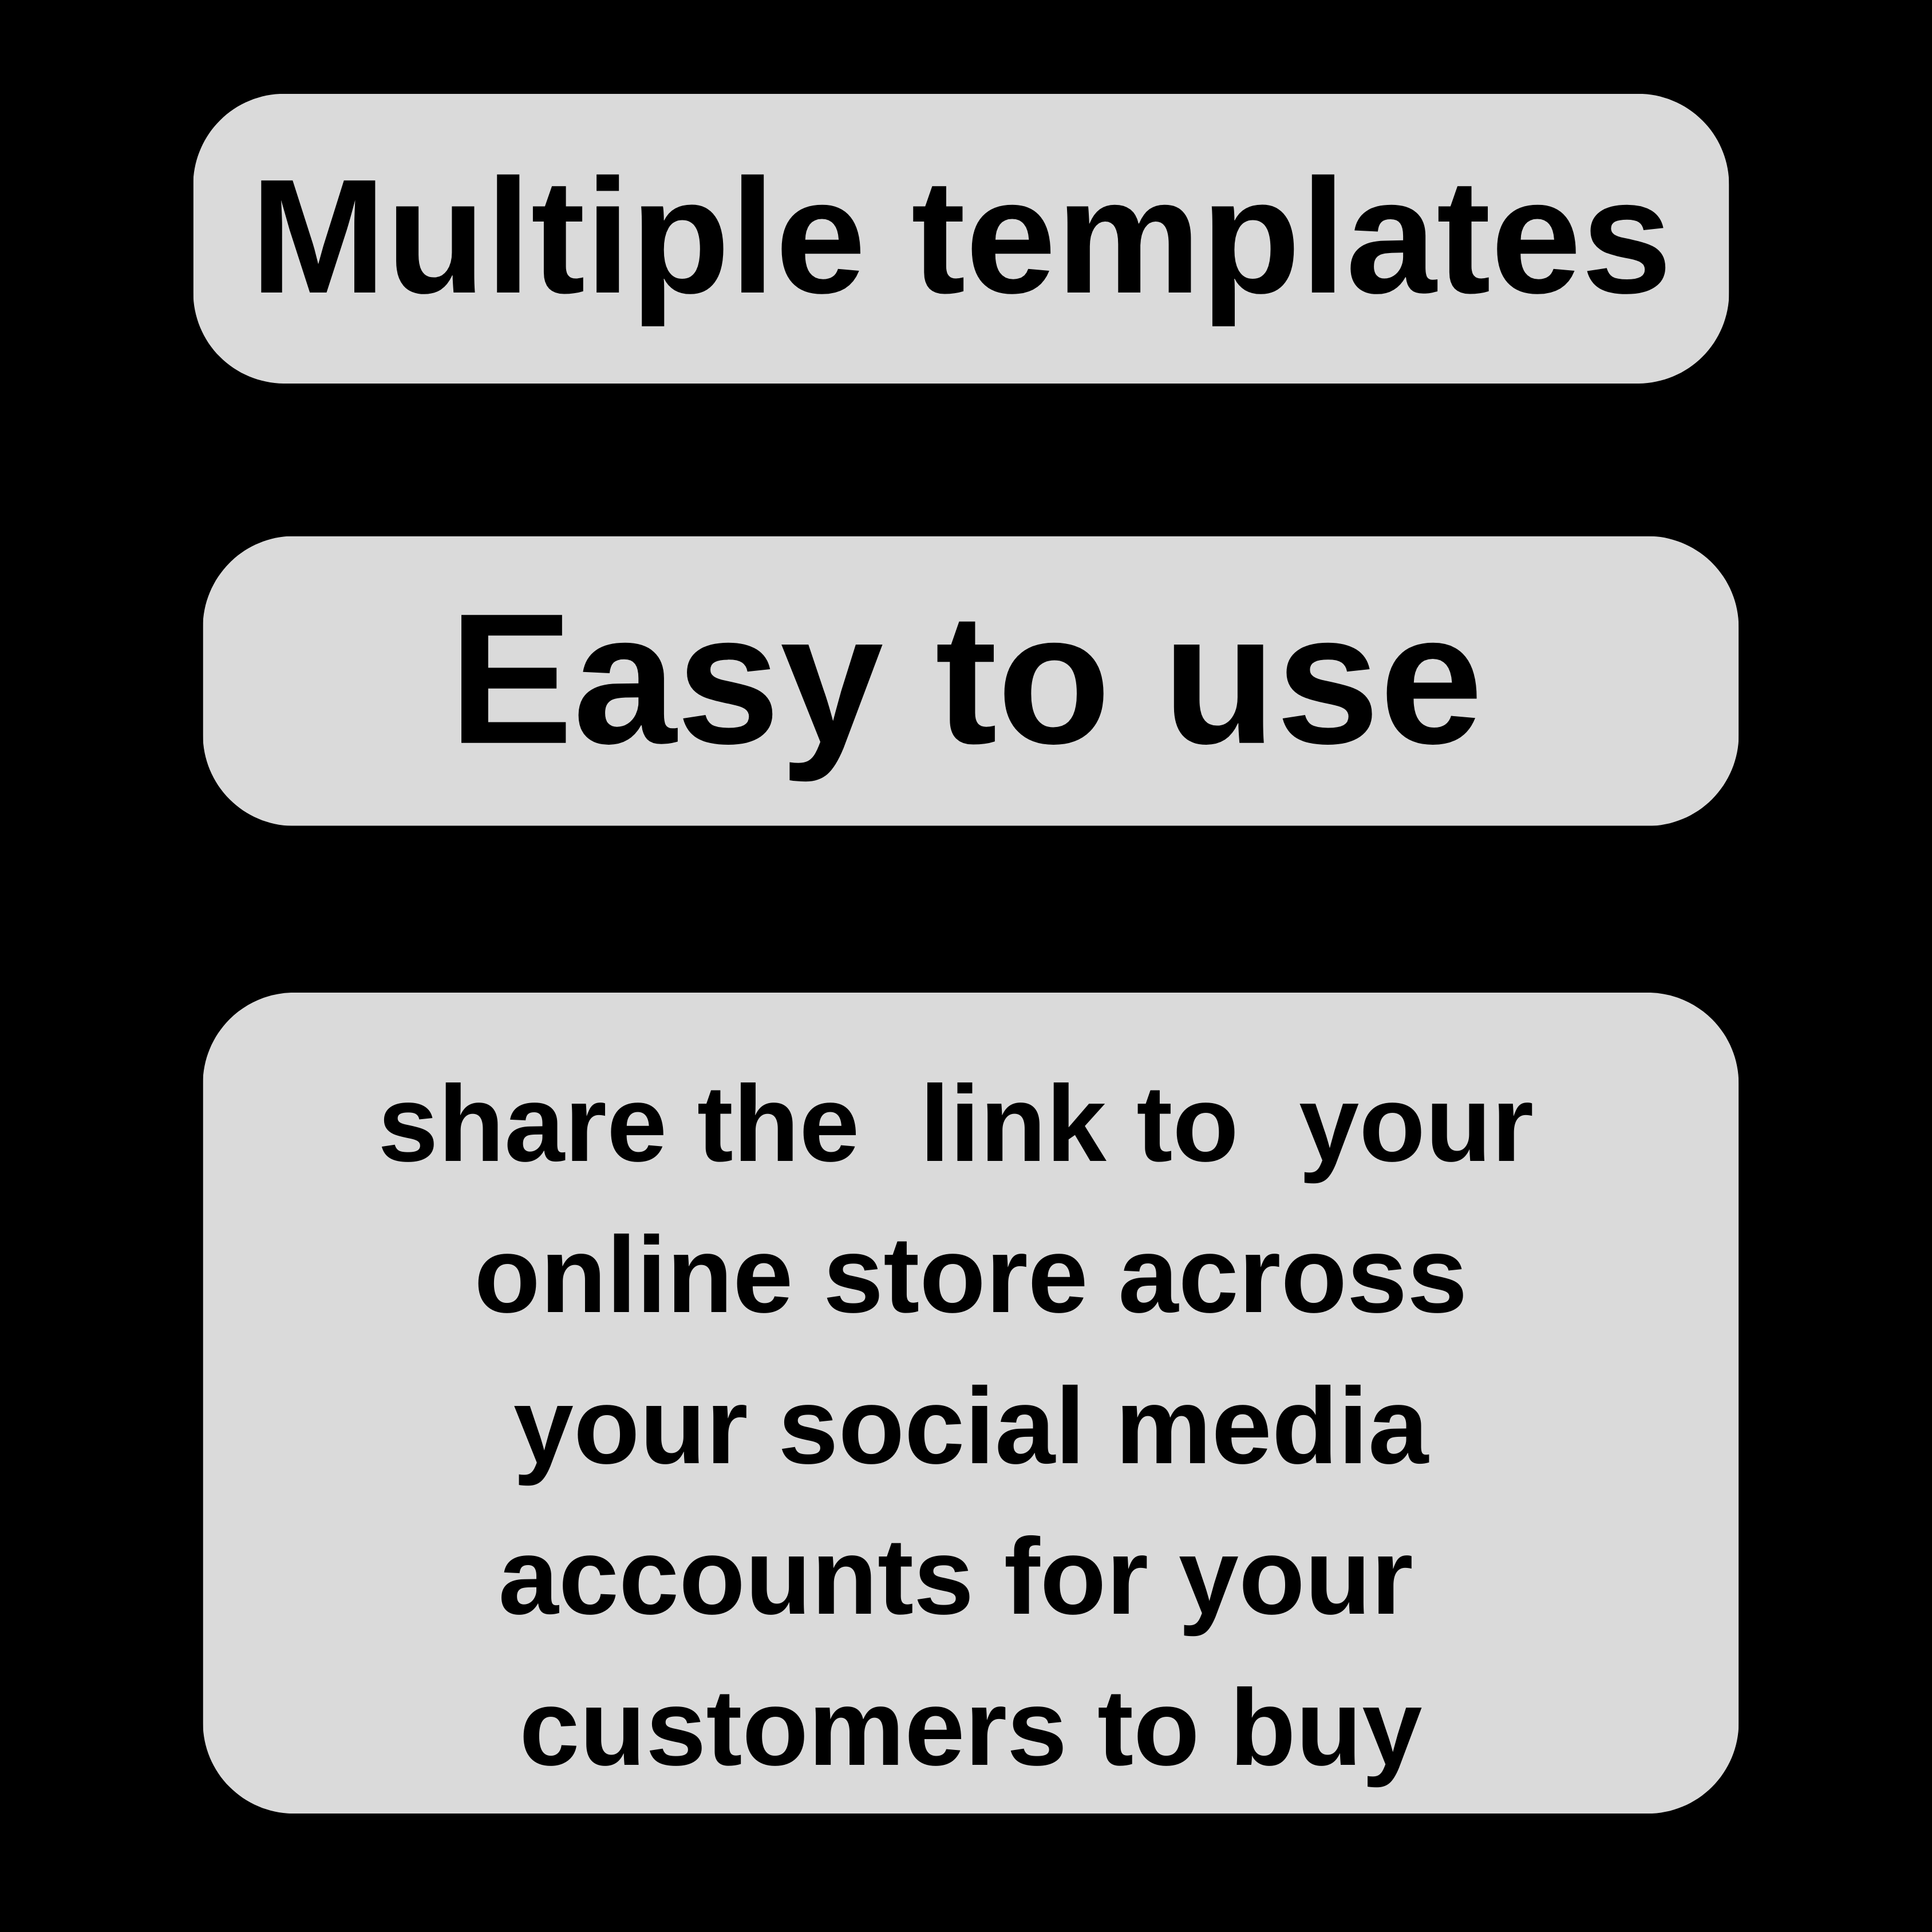 Multiple templates
Easy to use
share the link to your
online store across
your social media
accounts for your
customers to buy